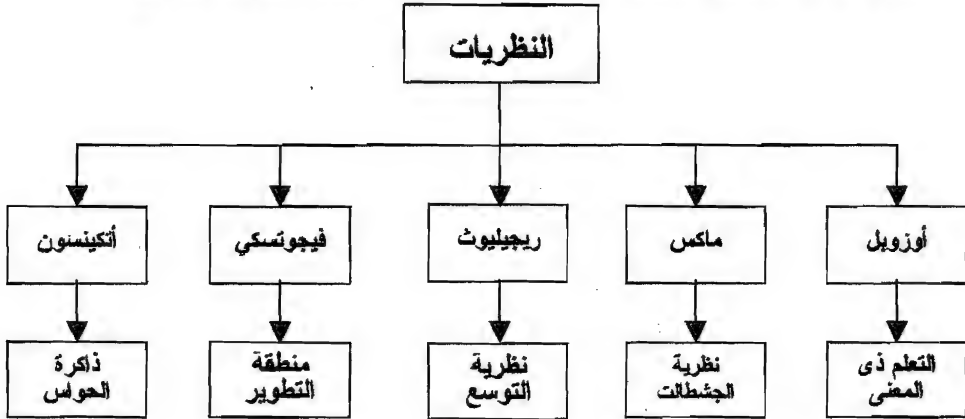 النظريات
أوزوبل
ماكس
ريجيليوث
فيجوتسكي
أتكينسون
التعلم ذى
المعنى
نظرية
الجشطالت
نظرية
التوسع
منطقة
التطوير
ذاكرة
الحواس